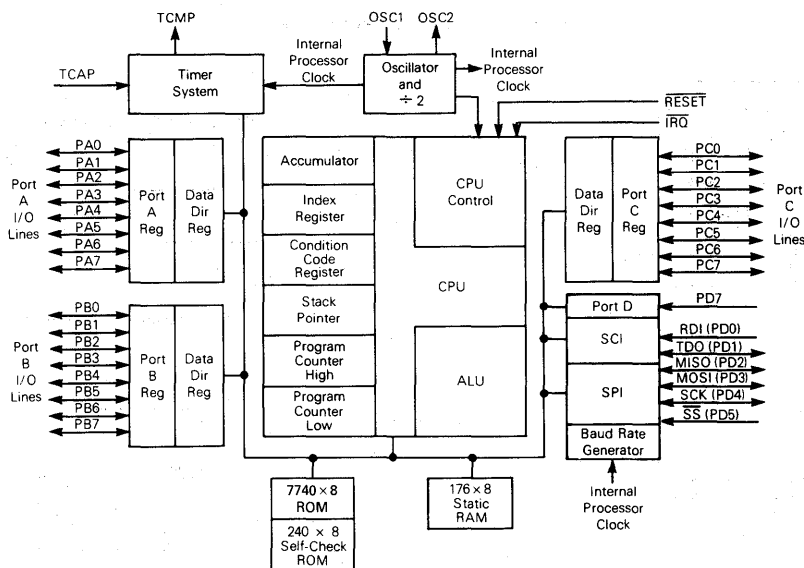 TCMP
OSC1 OSC2
TCAP
Timer
System
Internal
Processor
Clock
Oscillator
and
÷ 2
Internal
Processor
Clock
RESET
IRQ
Port
A
I/O
Lines
PA0
PA1
PA2
PA3
PA4
PA5
PA6
PA7
Port
A
Reg
Data
Dir
Reg
Port
B
I/O
Lines
PB0
PB1
PB2
PB3
PB4
PB5
PB6
PB7
Port
B
Reg
Data
Dir
Reg
Accumulator
Index
Register
Condition
Code
Register
Stack
Pointer
Program
Counter
High
Program
Counter
Low
CPU
Control
CPU
ALU
Data
Dir
Reg
Port
C
Reg
PC0
PC1
PC2
PC3
PC4
PC5
PC6
PC7
Port
C
I/O
Lines
Port D
SCI
SPI
Baud Rate
Generator
PD7
RDI (PD0)
TDO (PD1)
MISO (PD2)
MOSI (PD3)
SCK (PD4)
SS (PD5)
Internal
Processor
Clock
7740 × 8
ROM
240 × 8
Self-Check
ROM
176 × 8
Static
RAM